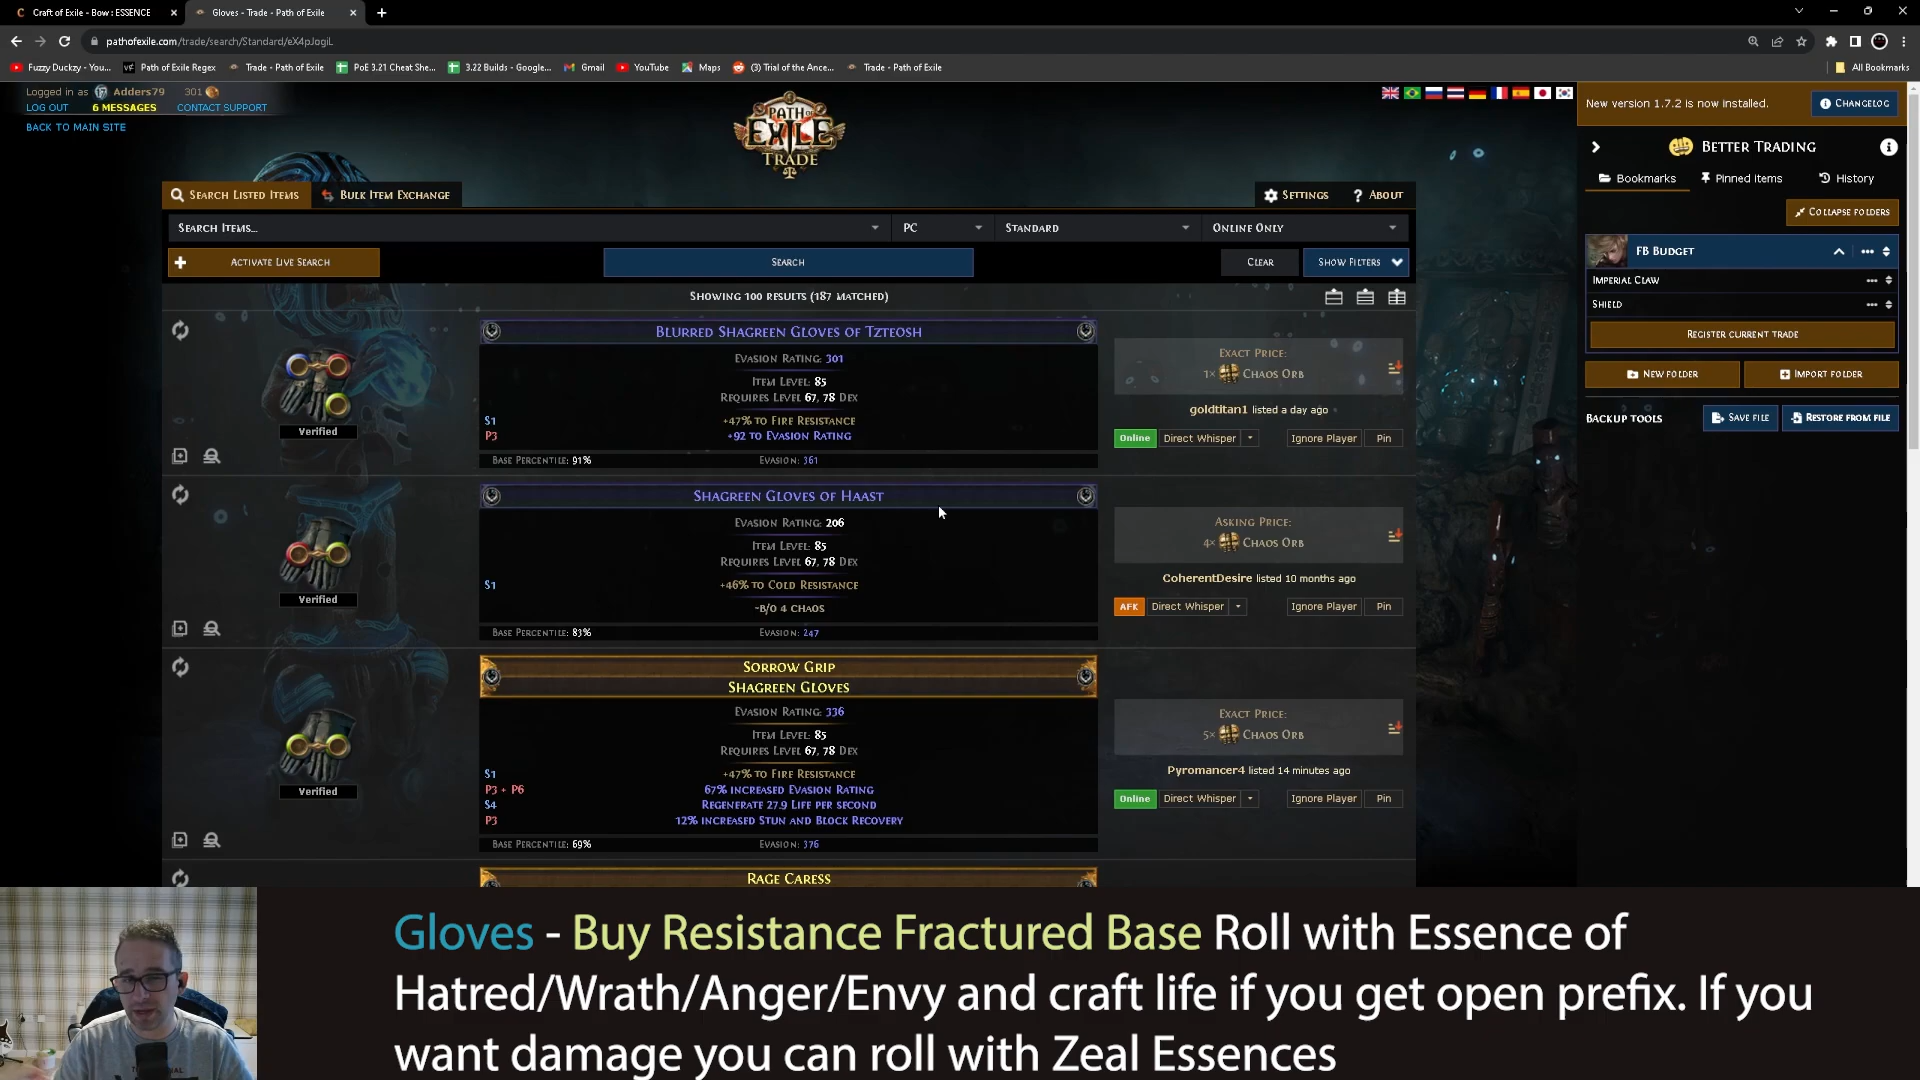 Craft of Exile - Bow : ESSENCE
Gloves - Trade - Path of Exile
pathofexile.com/trade/search/Standard/eX4pJogiL
Fuzzy Duckzy - You...
Path of Exile Regex
Trade - Path of Exile
PoE 3.21 Cheat She...
3.22 Builds - Google...
Gmail
YouTube
Maps
(3) Trial of the Ance...
Trade - Path of Exile
All Bookmarks
Logged in as Adders79 301
LOG OUT 6 MESSAGES CONTACT SUPPORT
BACK TO MAIN SITE
PATH OF EXILE TRADE
New version 1.7.2 is now installed.
CHANGELOG
BETTER TRADING
Bookmarks Pinned items History
COLLAPSE FOLDERS
FB BUDGET
IMPERIAL CLAW
SHIELD
REGISTER CURRENT TRADE
NEW FOLDER IMPORT FOLDER
BACKUP TOOLS SAVE FILE RESTORE FROM FILE
SEARCH LISTED ITEMS BULK ITEM EXCHANGE SETTINGS ? ABOUT
SEARCH ITEMS... PC STANDARD ONLINE ONLY
ACTIVATE LIVE SEARCH SEARCH CLEAR SHOW FILTERS
SHOWING 100 RESULTS (187 MATCHED)
BLURRED SHAGREEN GLOVES OF TZTEOSH
EVASION RATING: 301
ITEM LEVEL: 85
REQUIRES LEVEL 67, 78 DEX
S1 +47% TO FIRE RESISTANCE
P3 +92 TO EVASION RATING
BASE PERCENTILE: 91% EVASION: 361
Verified
EXACT PRICE:
1× CHAOS ORB
goldtitan1 listed a day ago
Online Direct Whisper Ignore Player Pin
SHAGREEN GLOVES OF HAAST
EVASION RATING: 206
ITEM LEVEL: 85
REQUIRES LEVEL 67, 78 DEX
S1 +46% TO COLD RESISTANCE
~B/O 4 CHAOS
BASE PERCENTILE: 83% EVASION: 247
Verified
ASKING PRICE:
4× CHAOS ORB
CoherentDesire listed 10 months ago
AFK Direct Whisper Ignore Player Pin
SORROW GRIP
SHAGREEN GLOVES
EVASION RATING: 336
ITEM LEVEL: 85
REQUIRES LEVEL 67, 78 DEX
S1 +47% TO FIRE RESISTANCE
P3 + P6 67% INCREASED EVASION RATING
S4 REGENERATE 27.9 LIFE PER SECOND
P3 12% INCREASED STUN AND BLOCK RECOVERY
BASE PERCENTILE: 69% EVASION: 376
Verified
EXACT PRICE:
5× CHAOS ORB
Pyromancer4 listed 14 minutes ago
Online Direct Whisper Ignore Player Pin
RAGE CARESS
Gloves - Buy Resistance Fractured Base Roll with Essence of
Hatred/Wrath/Anger/Envy and craft life if you get open prefix. If you
want damage you can roll with Zeal Essences